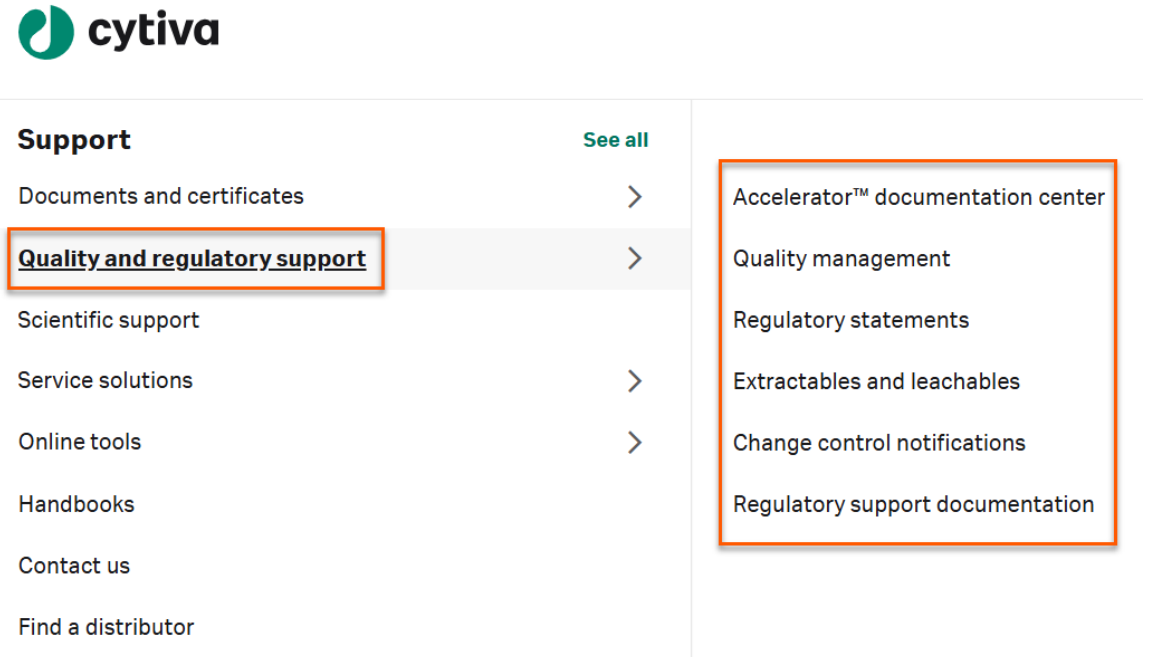 cytiva
Support
See all
Documents and certificates
Quality and regulatory support
Scientific support
Service solutions
Online tools
Handbooks
Contact us
Find a distributor
Accelerator™ documentation center
Quality management
Regulatory statements
Extractables and leachables
Change control notifications
Regulatory support documentation